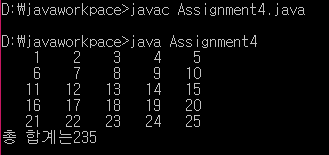 D:\javaworkpace>javac Assignment4.java
D:\javaworkpace>java Assignment4
1 2 3 4 5
6 7 8 9 10
11 12 13 14 15
16 17 18 19 20
21 22 23 24 25
총 합계는235